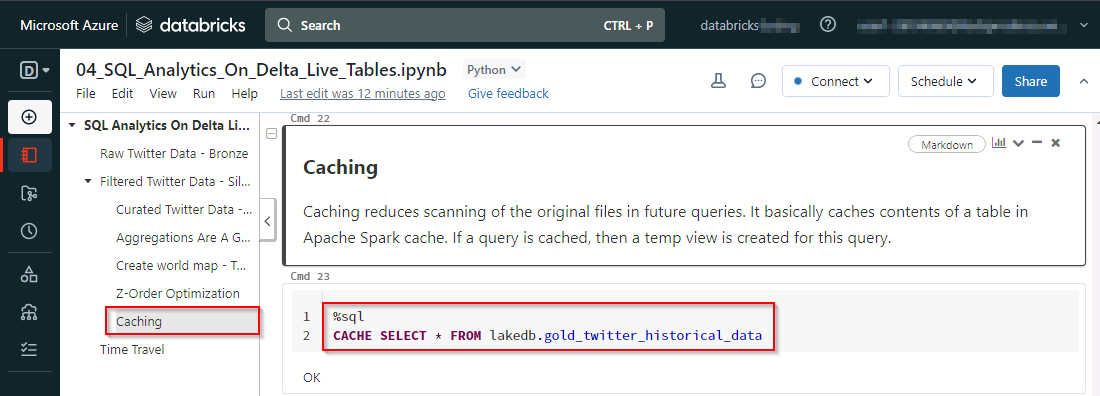 Microsoft Azure databricks Search CTRL + P databricks
D
04_SQL_Analytics_On_Delta_Live_Tables.ipynb Python
File Edit View Run Help Last edit was 12 minutes ago Give feedback
Connect Schedule Share
SQL Analytics On Delta Li...
Raw Twitter Data - Bronze
Filtered Twitter Data - Sil...
Curated Twitter Data -...
Aggregations Are A G...
Create world map - T...
Z-Order Optimization
Caching
Time Travel
Cmd 22
Markdown
Caching
Caching reduces scanning of the original files in future queries. It basically caches contents of a table in
Apache Spark cache. If a query is cached, then a temp view is created for this query.
Cmd 23
1 %sql
2 CACHE SELECT * FROM lakedb.gold_twitter_historical_data
OK